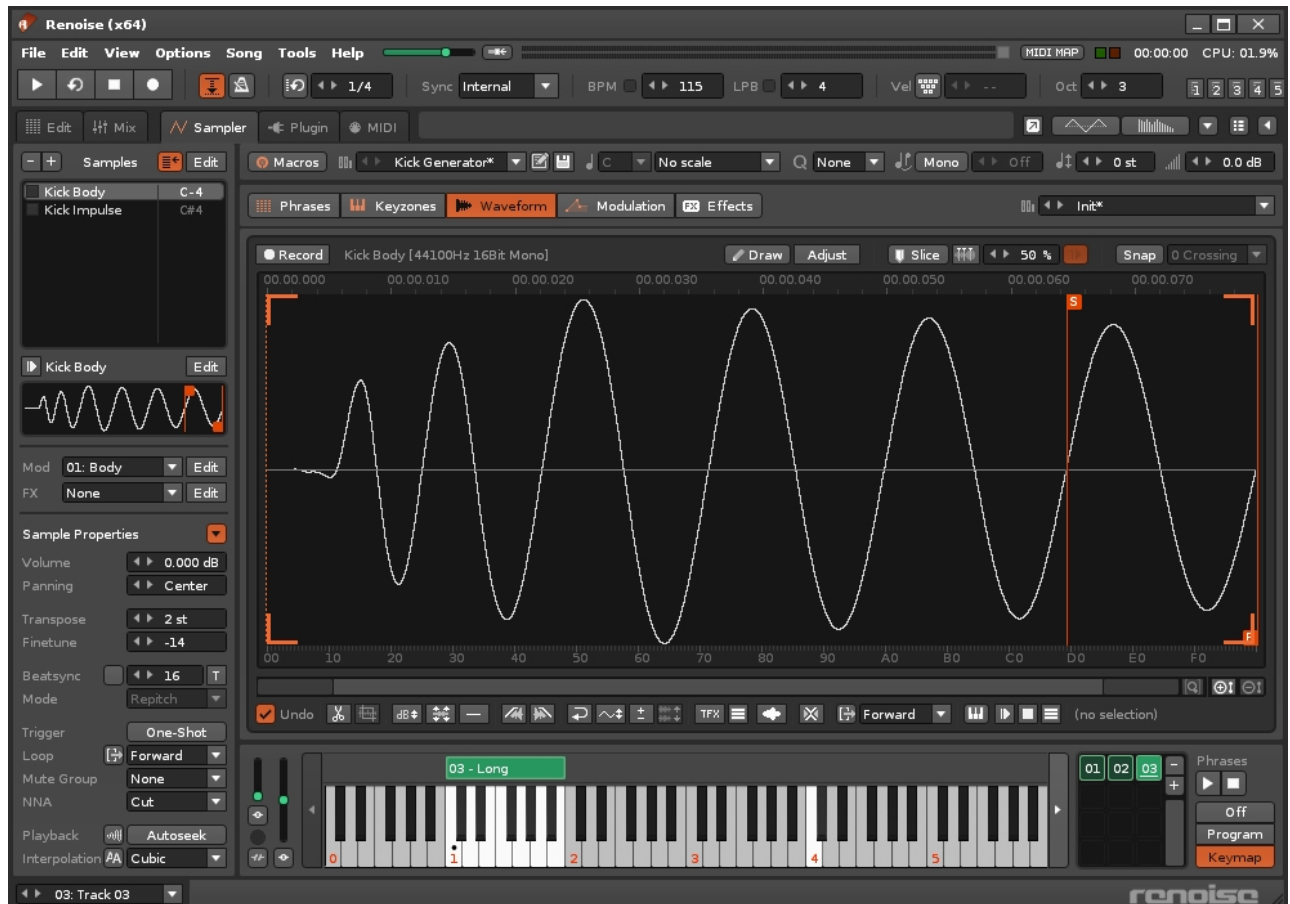 Renoise (x64)
File Edit View Options Song Tools Help MIDI MAP 00:00:00 CPU: 01.9%
1/4 Sync Internal BPM 115 LPB 4 Vel -- Oct 3 1 2 3 4 5
Edit Mix Sampler Plugin MIDI
- + Samples Edit Macros Kick Generator* C No scale Q None Mono Off 0 st 0.0 dB
Kick Body C-4
Kick Impulse C#4
Phrases Keyzones Waveform Modulation FX Effects Init*
Record Kick Body [44100Hz 16Bit Mono] Draw Adjust Slice 50 % Snap 0 Crossing
00.00.000 00.00.010 00.00.020 00.00.030 00.00.040 00.00.050 00.00.060 00.00.070
S
Kick Body Edit
Mod 01: Body Edit
FX None Edit
Sample Properties
Volume 0.000 dB
Panning Center
Transpose 2 st
Finetune -14
F
00 10 20 30 40 50 60 70 80 90 A0 B0 C0 D0 E0 F0
Beatsync 16 T
Mode Repitch
Undo dB TFX Forward (no selection)
Trigger One-Shot
Loop Forward
Mute Group None
NNA Cut
Playback Autoseek
Interpolation AA Cubic
03 - Long
0 1 2 3 4 5
01 02 03 - +
Phrases
Off
Program
Keymap
03: Track 03
renoise